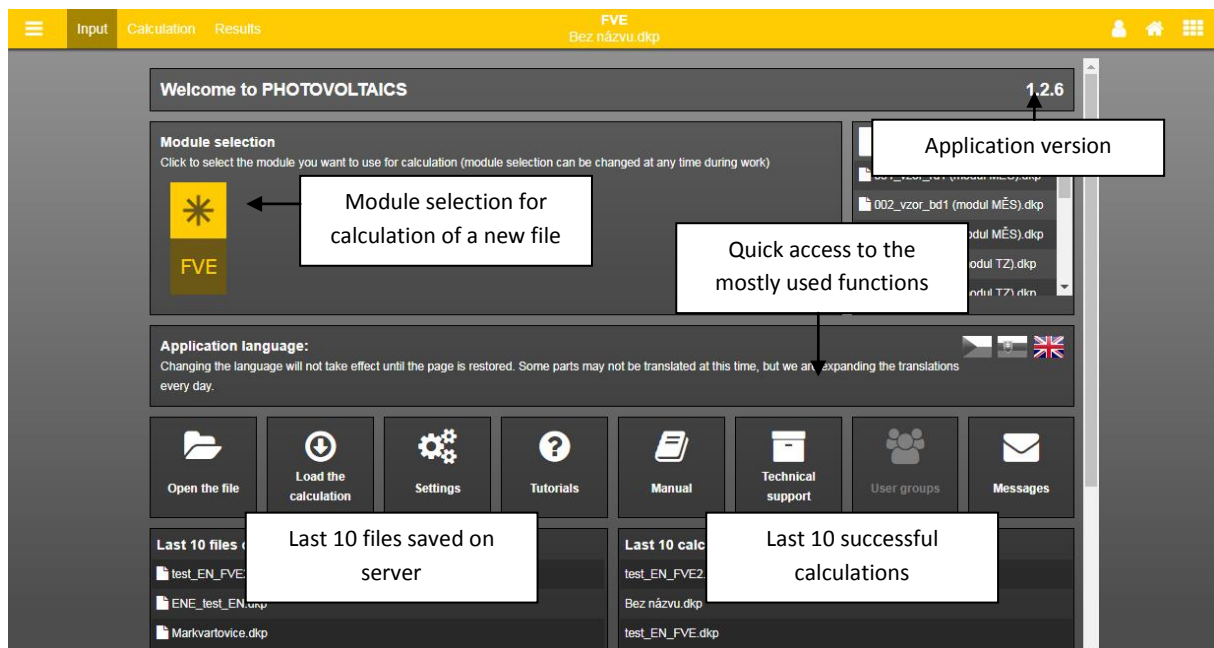 FVE
Input Calculation Results
Bez názvu.dkp
Welcome to PHOTOVOLTAICS
1.2.6
Application version
Module selection
Click to select the module you want to use for calculation (module selection can be changed at any time during work)
Module selection for
calculation of a new file
FVE
002_vzor_bd1 (modul MĚS).dkp
MĚS).dkp
TZ).dkp
Quick access to the
mostly used functions
Application language:
Changing the language will not take effect until the page is restored. Some parts may not be translated at this time, but we are expanding the translations
every day.
Open the file
Load the
calculation
Settings
Tutorials
Manual
Technical
support
User groups
Messages
Last 10 files
Last 10 files saved on
server
test_EN_FVE
ENE_test_EN.dkp
Markvartovice.dkp
Last 10 calc
Last 10 successful
calculations
test_EN_FVE2.
Bez názvu.dkp
test_EN_FVE.dkp